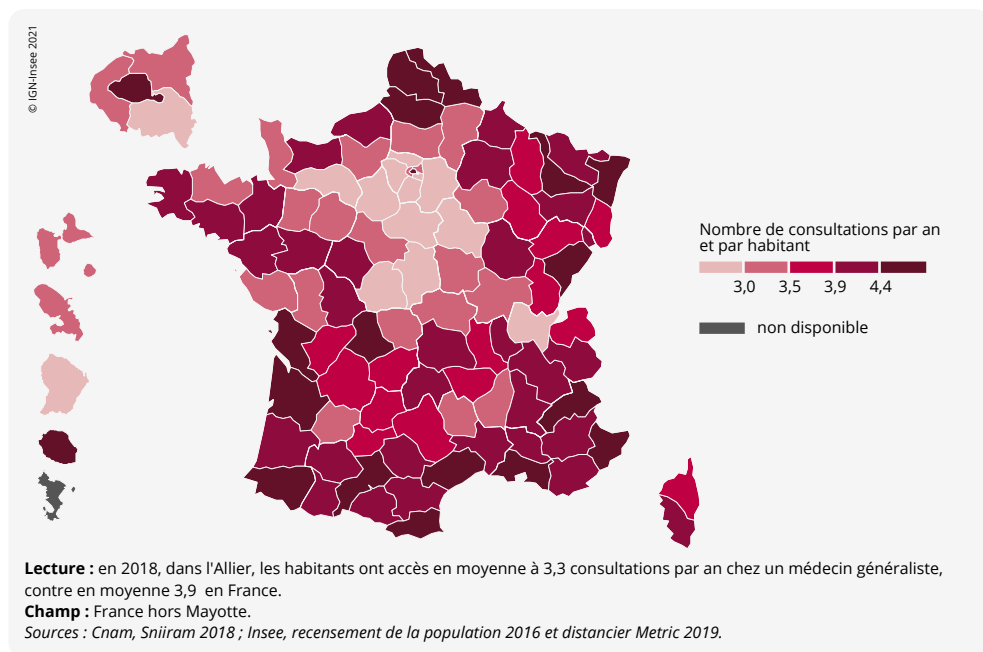 © IGN-Insee 2021
Nombre de consultations par an
et par habitant
3,0 3,5 3,9 4,4
non disponible
Lecture : en 2018, dans l'Allier, les habitants ont accès en moyenne à 3,3 consultations par an chez un médecin généraliste,
contre en moyenne 3,9 en France.
Champ : France hors Mayotte.
Sources : Cnam, Sniiram 2018 ; Insee, recensement de la population 2016 et distancier Metric 2019.